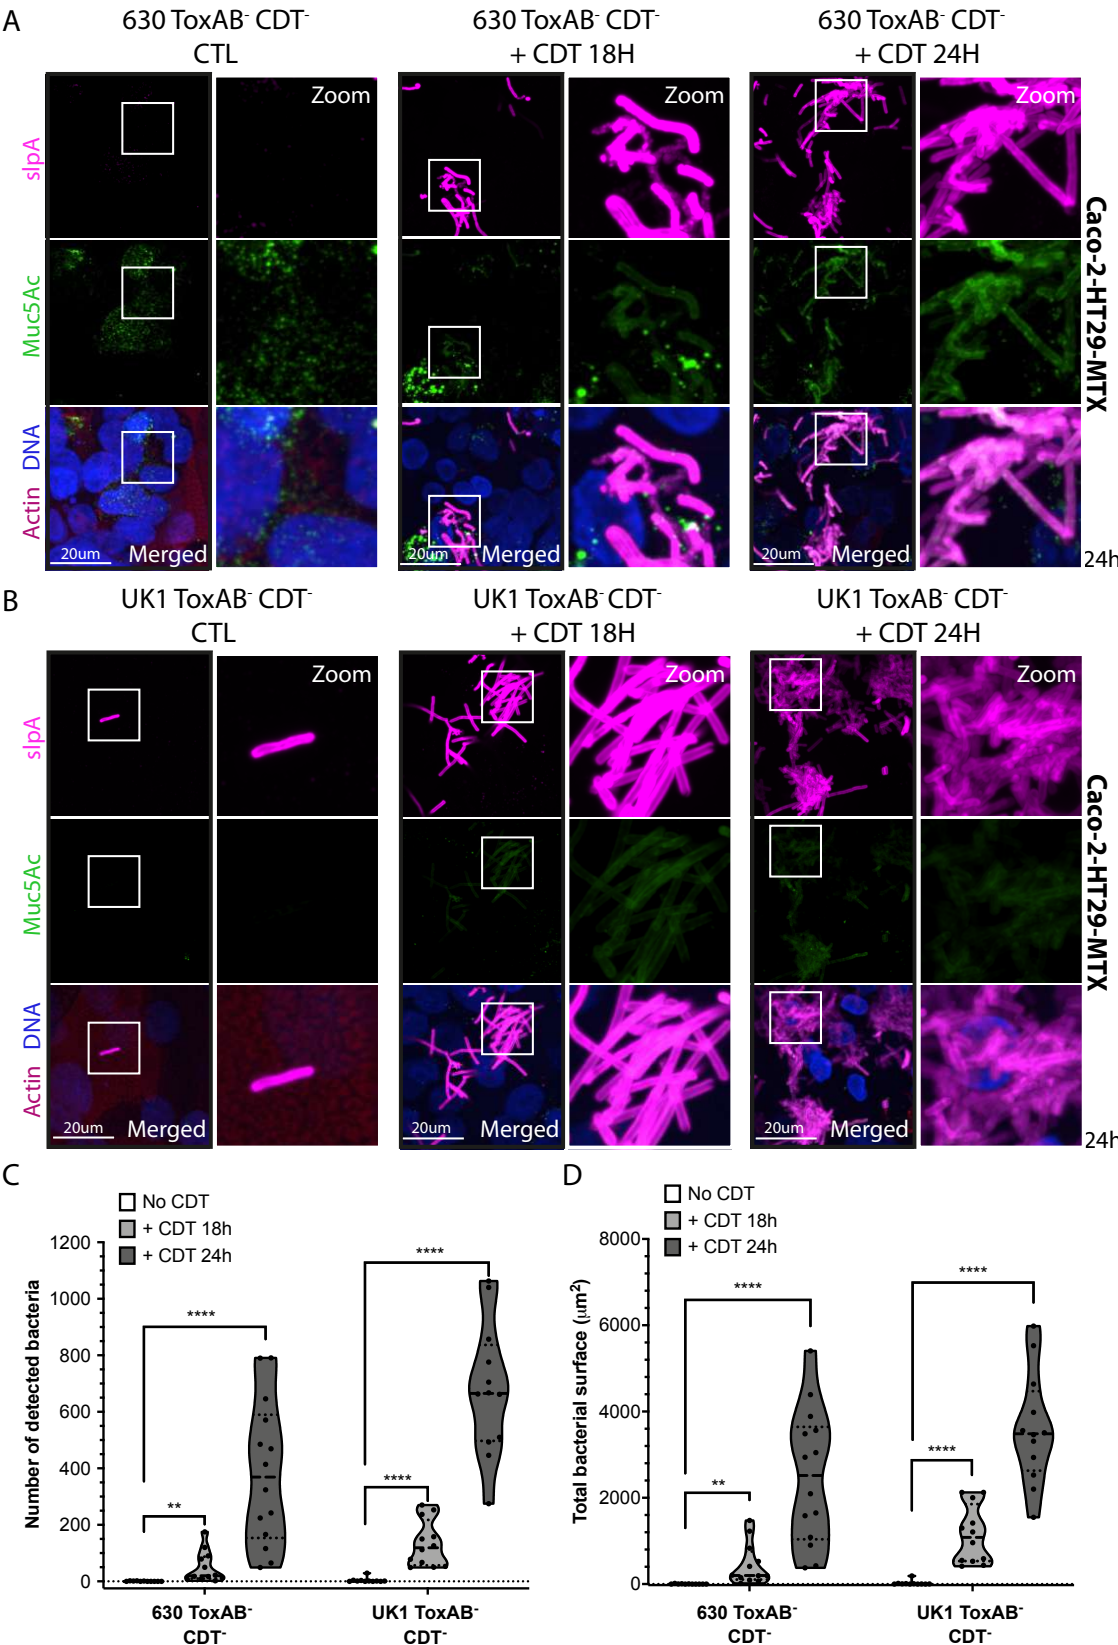 A
630 ToxAB⁻ CDT⁻
CTL
630 ToxAB⁻ CDT⁻
+ CDT 18H
630 ToxAB⁻ CDT⁻
+ CDT 24H
Zoom
Zoom
Zoom
slpA
Muc5Ac
Actin DNA
20um
Merged
20um
Merged
20um
Merged
Caco-2-HT29-MTX
24h
B
UK1 ToxAB⁻ CDT⁻
CTL
UK1 ToxAB⁻ CDT⁻
+ CDT 18H
UK1 ToxAB⁻ CDT⁻
+ CDT 24H
Zoom
Zoom
Zoom
slpA
Muc5Ac
Actin DNA
20um
Merged
20um
Merged
20um
Merged
Caco-2-HT29-MTX
24h
C
No CDT
+ CDT 18h
+ CDT 24h
Number of detected bacteria
1200
1000
800
600
400
200
0
**
****
****
****
630 ToxAB⁻
CDT⁻
UK1 ToxAB⁻
CDT⁻
D
No CDT
+ CDT 18h
+ CDT 24h
Total bacterial surface (μm²)
8000
6000
4000
2000
0
**
****
****
****
630 ToxAB⁻
CDT⁻
UK1 ToxAB⁻
CDT⁻